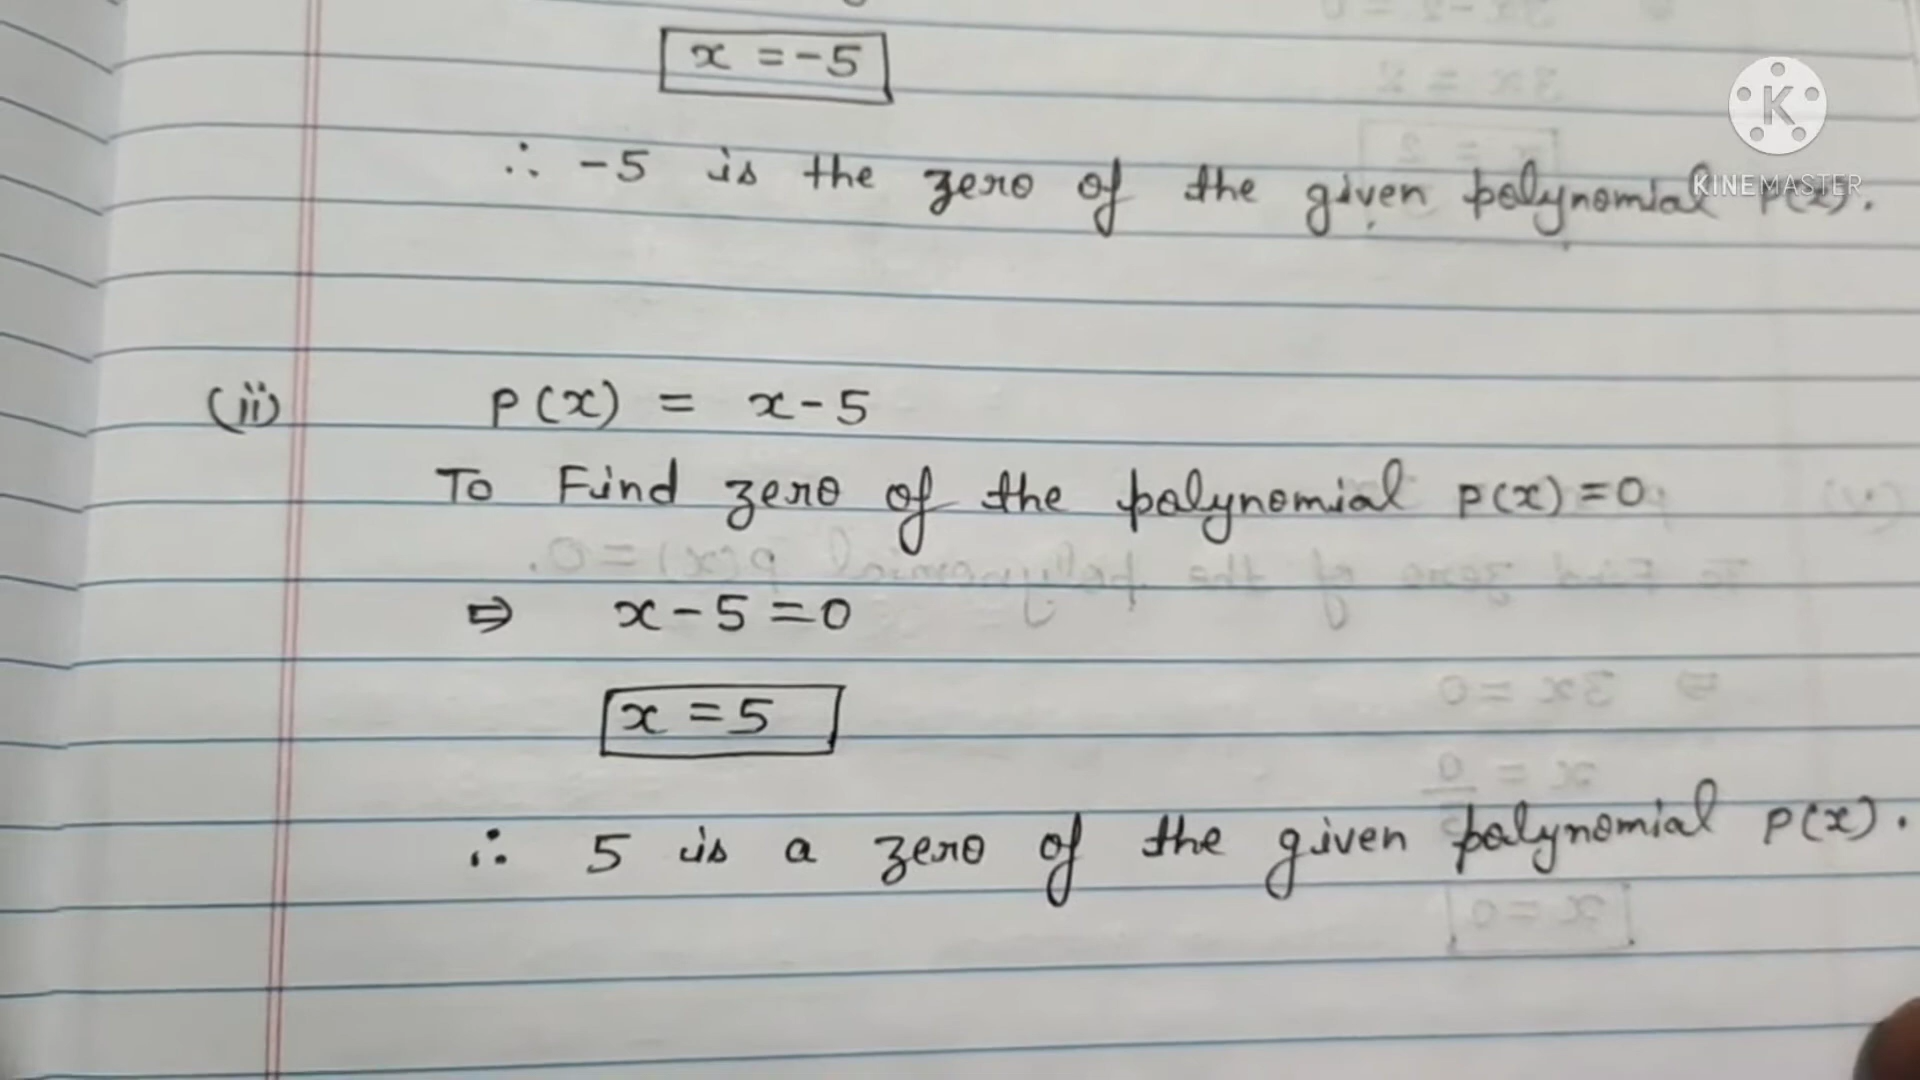 x = -5
∴ -5 is the zero of the given polynomial p(x).
K
KINEMASTER
(ii) p(x) = x-5
To Find zero of the polynomial p(x)=0
⇒ x-5=0
x = 5
∴ 5 is a zero of the given polynomial p(x).